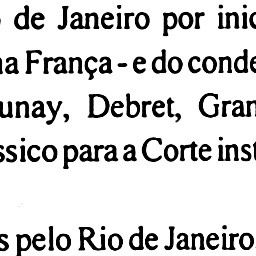 de Janeiro por inic
na França - e do conde
unay, Debret, Gran
ssico para a Corte inst
s pelo Rio de Janeiro.